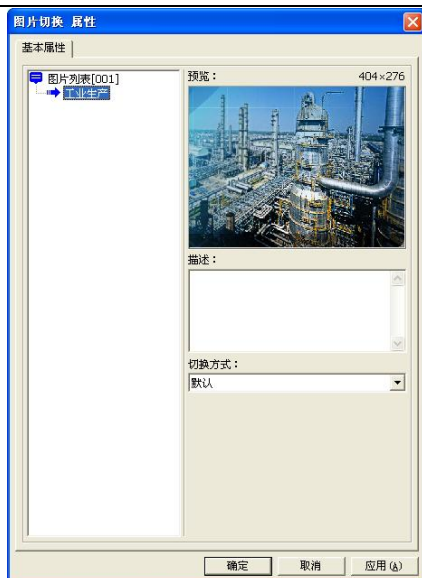 图片切换 属性
基本属性
图片列表[001]
工业生产
预览：
404×276
描述：
切换方式：
默认
确定
取消
应用(A)